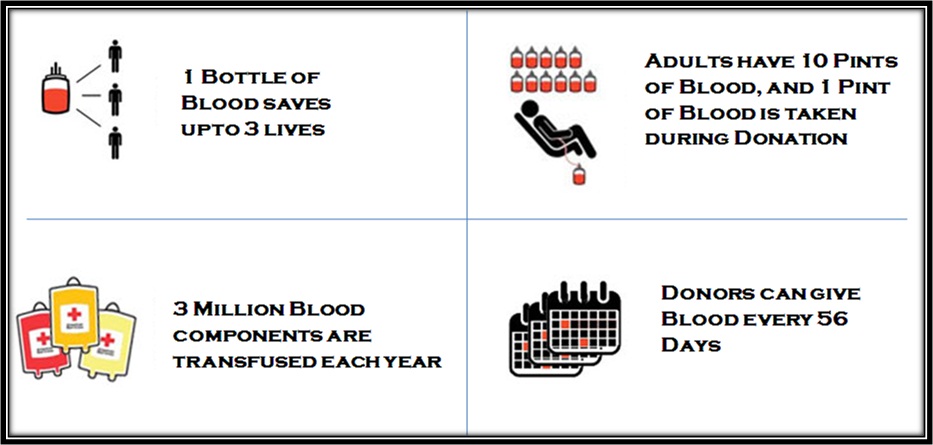 1 Bottle of
Blood saves
upto 3 lives
Adults have 10 Pints
of Blood, and 1 Pint
of Blood is taken
during Donation
3 Million Blood
components are
transfused each year
Donors can give
Blood every 56
Days